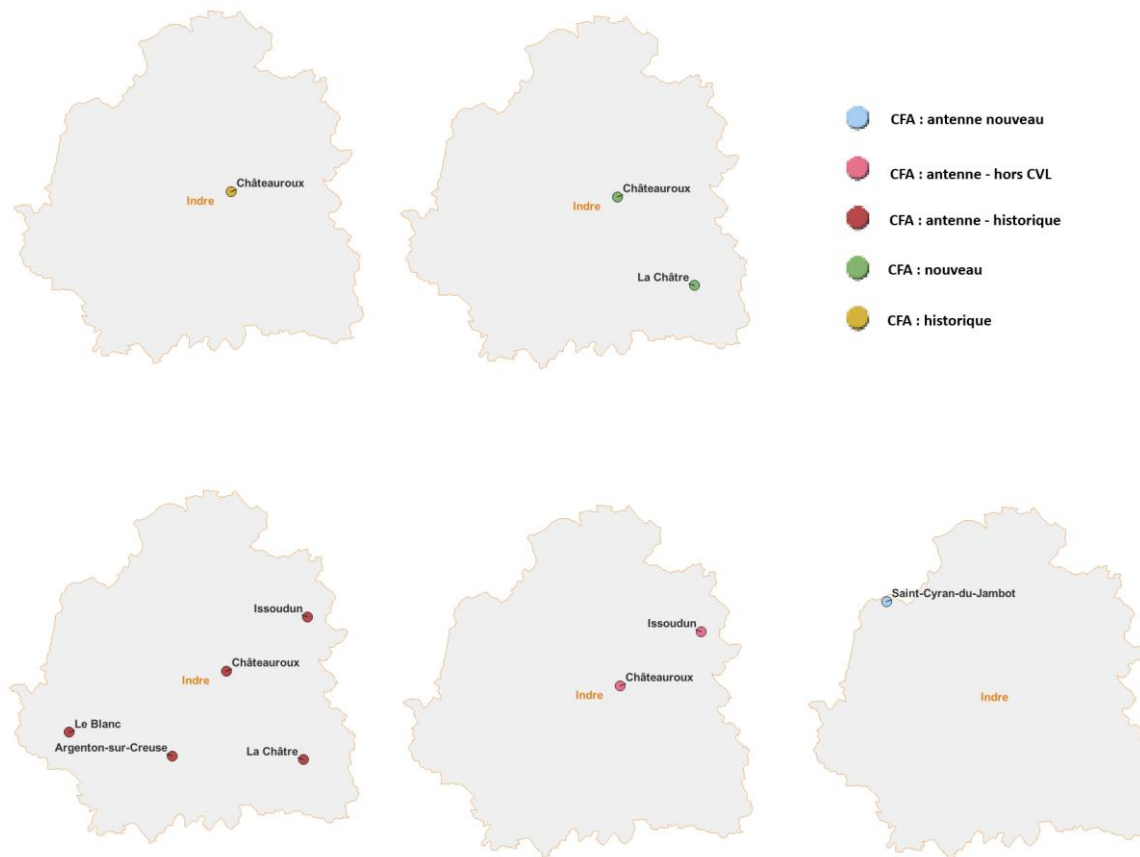 Châteauroux
Indre
Châteauroux
Indre
La Châtre
CFA : antenne nouveau
CFA : antenne - hors CVL
CFA : antenne - historique
CFA : nouveau
CFA : historique
Issoudun
Châteauroux
Indre
Le Blanc
Argenton-sur-Creuse
La Châtre
Issoudun
Châteauroux
Indre
Saint-Cyran-du-Jambot
Indre